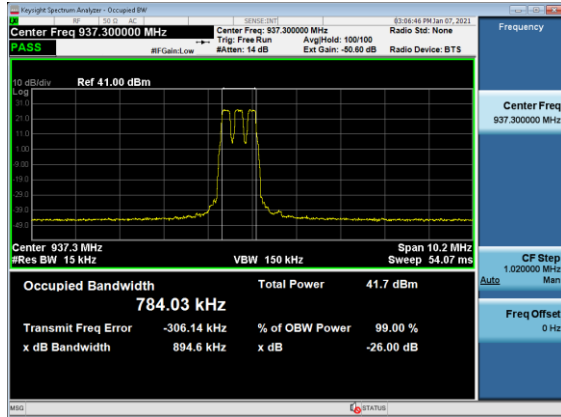 Keysight Spectrum Analyzer - Occupied BW
RF 50 Ω AC SENSE:INT 03:06:46 PM Jan 07, 2021
Center Freq 937.300000 MHz
Center Freq: 937.300000 MHz
Radio Std: None
Trig: Free Run Avg|Hold: 100/100
PASS
#IFGain:Low
#Atten: 14 dB Ext Gain: -50.60 dB
Radio Device: BTS
10 dB/div Ref 41.00 dBm
Log
31.0
21.0
11.0
1.00
-9.00
-19.0
-29.0
-39.0
-49.0
Center 937.3 MHz Span 10.2 MHz
#Res BW 15 kHz VBW 150 kHz Sweep 54.07 ms
Occupied Bandwidth Total Power 41.7 dBm
784.03 kHz
Transmit Freq Error -306.14 kHz % of OBW Power 99.00 %
x dB Bandwidth 894.6 kHz x dB -26.00 dB
MSG STATUS
Frequency
Center Freq
937.300000 MHz
CF Step
1.020000 MHz
Auto Man
Freq Offset
0 Hz